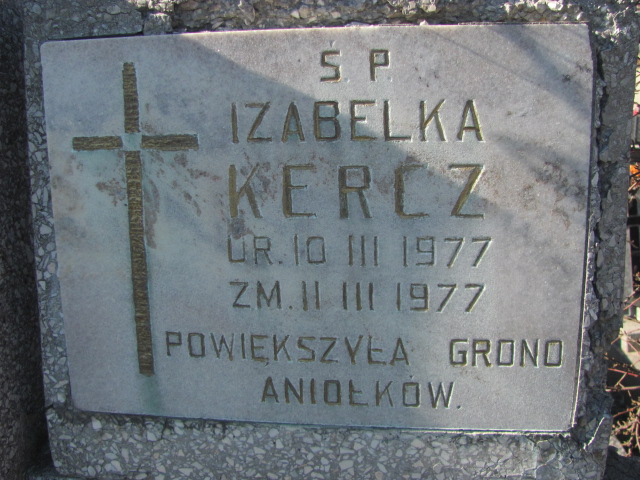 Ś P
IZABELKA
KERCZ
UR. 10 III 1977
ZM. 11 III 1977
POWIĘKSZYŁA GRONO
ANIOŁKÓW.